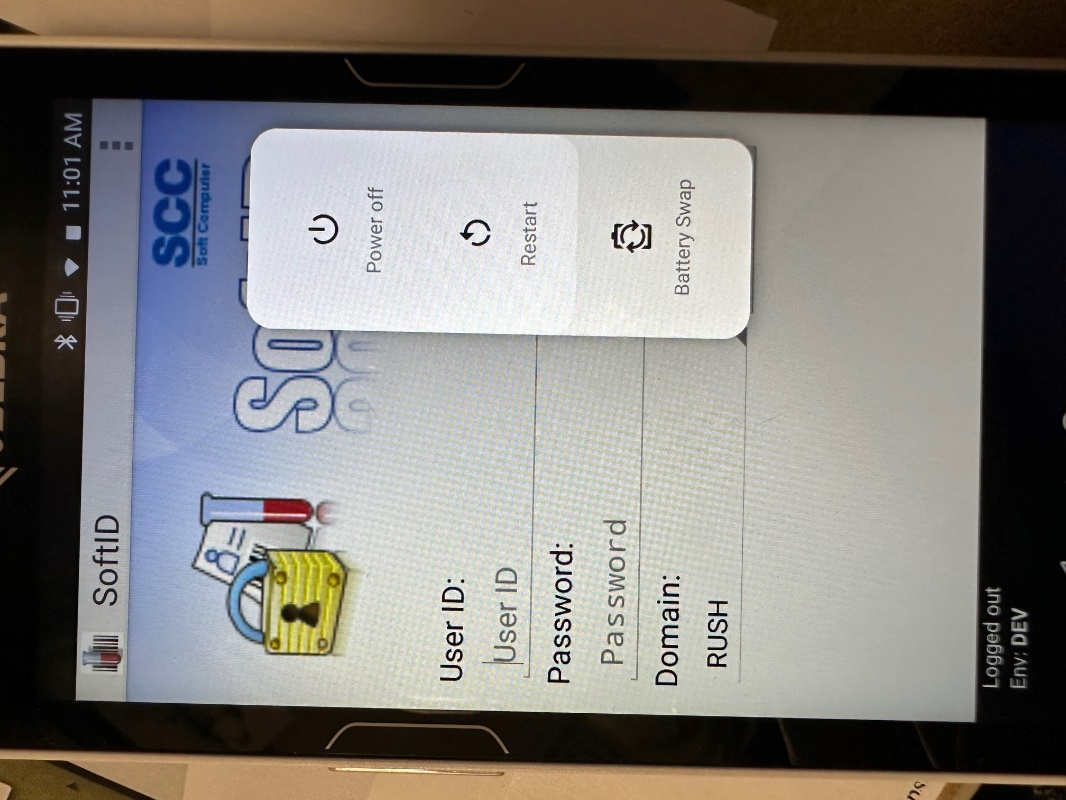 11:01 AM
SoftID
SCC
Soft Computer
Power off
Restart
Battery Swap
User ID:
User ID
Password:
Password
Domain:
RUSH
Logged out
Env: DEV